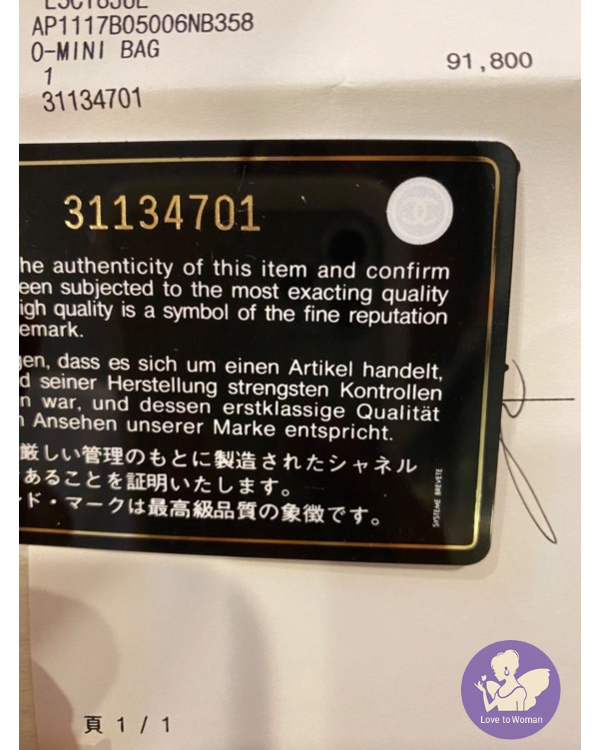 AP1117B05006NB358
O-MINI BAG
91,800
1
31134701
31134701
he authenticity of this item and confirm
een subjected to the most exacting quality
igh quality is a symbol of the fine reputation
emark.
en, dass es sich um einen Artikel handelt,
d seiner Herstellung strengsten Kontrollen
n war, und dessen erstklassige Qualität
Ansehen unserer Marke entspricht.
厳しい管理のもとに製造されたシャネル
あることを証明いたします。
ド・マークは最高級品質の象徴です。
SYSTEME BREVETE
頁 1 / 1
Love to Woman